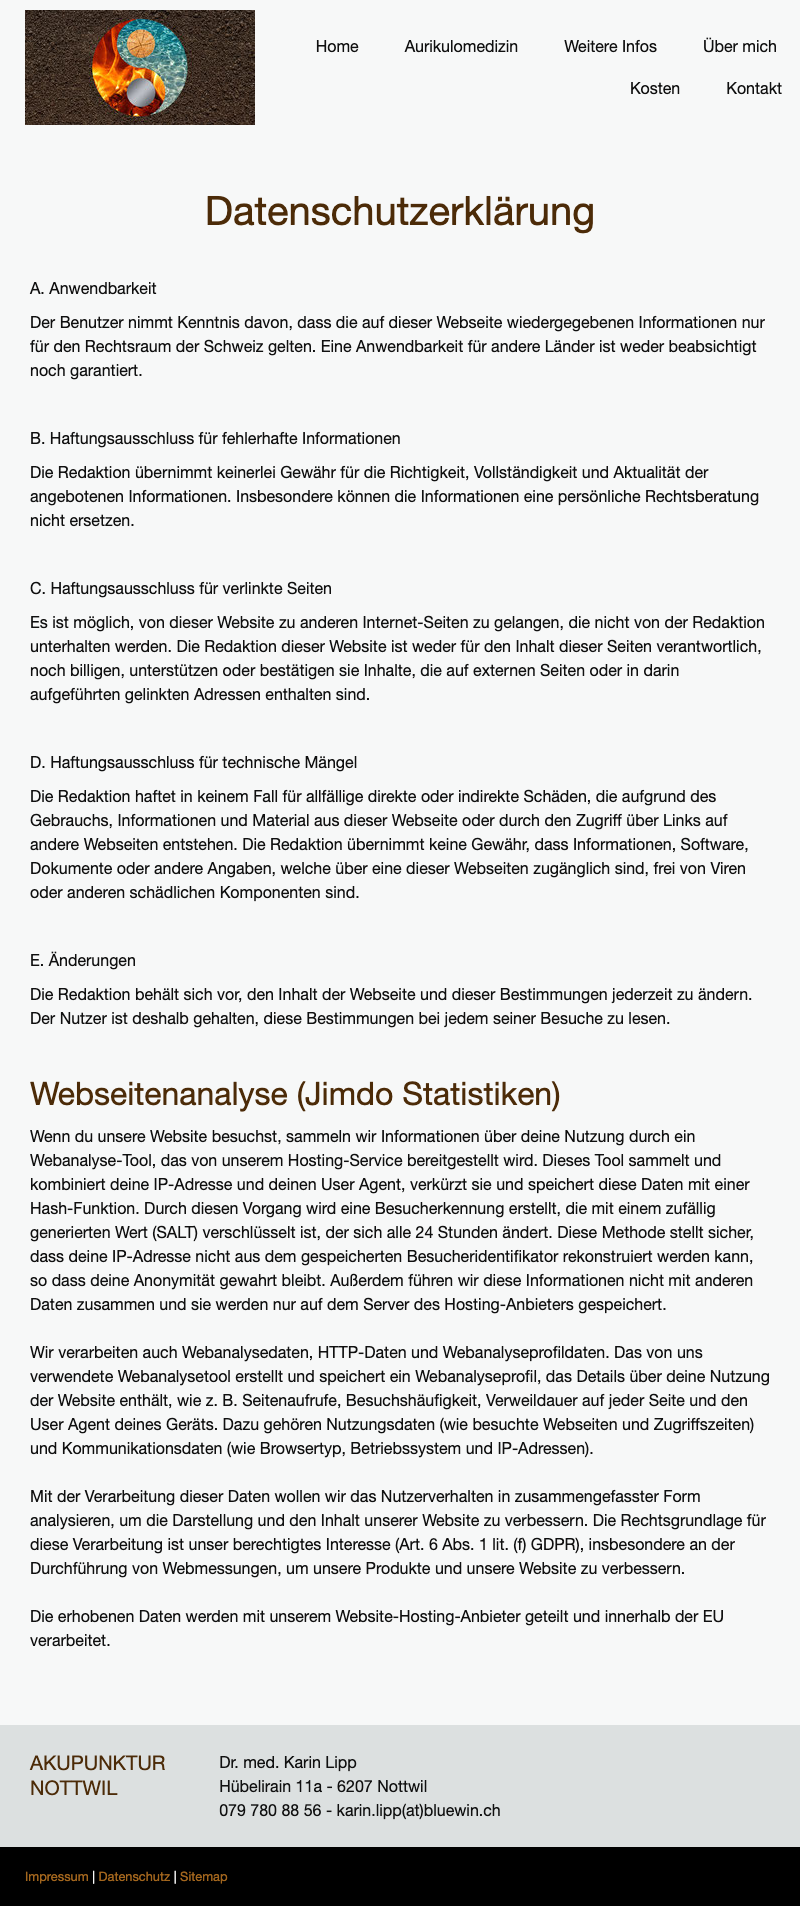 Home Aurikulomedizin Weitere Infos Über mich
Kosten Kontakt
Datenschutzerklärung
A. Anwendbarkeit
Der Benutzer nimmt Kenntnis davon, dass die auf dieser Webseite wiedergegebenen Informationen nur
für den Rechtsraum der Schweiz gelten. Eine Anwendbarkeit für andere Länder ist weder beabsichtigt
noch garantiert.
B. Haftungsausschluss für fehlerhafte Informationen
Die Redaktion übernimmt keinerlei Gewähr für die Richtigkeit, Vollständigkeit und Aktualität der
angebotenen Informationen. Insbesondere können die Informationen eine persönliche Rechtsberatung
nicht ersetzen.
C. Haftungsausschluss für verlinkte Seiten
Es ist möglich, von dieser Website zu anderen Internet-Seiten zu gelangen, die nicht von der Redaktion
unterhalten werden. Die Redaktion dieser Website ist weder für den Inhalt dieser Seiten verantwortlich,
noch billigen, unterstützen oder bestätigen sie Inhalte, die auf externen Seiten oder in darin
aufgeführten gelinkten Adressen enthalten sind.
D. Haftungsausschluss für technische Mängel
Die Redaktion haftet in keinem Fall für allfällige direkte oder indirekte Schäden, die aufgrund des
Gebrauchs, Informationen und Material aus dieser Webseite oder durch den Zugriff über Links auf
andere Webseiten entstehen. Die Redaktion übernimmt keine Gewähr, dass Informationen, Software,
Dokumente oder andere Angaben, welche über eine dieser Webseiten zugänglich sind, frei von Viren
oder anderen schädlichen Komponenten sind.
E. Änderungen
Die Redaktion behält sich vor, den Inhalt der Webseite und dieser Bestimmungen jederzeit zu ändern.
Der Nutzer ist deshalb gehalten, diese Bestimmungen bei jedem seiner Besuche zu lesen.
Webseitenanalyse (Jimdo Statistiken)
Wenn du unsere Website besuchst, sammeln wir Informationen über deine Nutzung durch ein
Webanalyse-Tool, das von unserem Hosting-Service bereitgestellt wird. Dieses Tool sammelt und
kombiniert deine IP-Adresse und deinen User Agent, verkürzt sie und speichert diese Daten mit einer
Hash-Funktion. Durch diesen Vorgang wird eine Besucherkennung erstellt, die mit einem zufällig
generierten Wert (SALT) verschlüsselt ist, der sich alle 24 Stunden ändert. Diese Methode stellt sicher,
dass deine IP-Adresse nicht aus dem gespeicherten Besucheridentifikator rekonstruiert werden kann,
so dass deine Anonymität gewahrt bleibt. Außerdem führen wir diese Informationen nicht mit anderen
Daten zusammen und sie werden nur auf dem Server des Hosting-Anbieters gespeichert.
Wir verarbeiten auch Webanalysedaten, HTTP-Daten und Webanalyseprofildaten. Das von uns
verwendete Webanalysetool erstellt und speichert ein Webanalyseprofil, das Details über deine Nutzung
der Website enthält, wie z. B. Seitenaufrufe, Besuchshäufigkeit, Verweildauer auf jeder Seite und den
User Agent deines Geräts. Dazu gehören Nutzungsdaten (wie besuchte Webseiten und Zugriffszeiten)
und Kommunikationsdaten (wie Browsertyp, Betriebssystem und IP-Adressen).
Mit der Verarbeitung dieser Daten wollen wir das Nutzerverhalten in zusammengefasster Form
analysieren, um die Darstellung und den Inhalt unserer Website zu verbessern. Die Rechtsgrundlage für
diese Verarbeitung ist unser berechtigtes Interesse (Art. 6 Abs. 1 lit. (f) GDPR), insbesondere an der
Durchführung von Webmessungen, um unsere Produkte und unsere Website zu verbessern.
Die erhobenen Daten werden mit unserem Website-Hosting-Anbieter geteilt und innerhalb der EU
verarbeitet.
AKUPUNKTUR
NOTTWIL
Dr. med. Karin Lipp
Hübelirain 11a - 6207 Nottwil
079 780 88 56 - karin.lipp(at)bluewin.ch
Impressum | Datenschutz | Sitemap